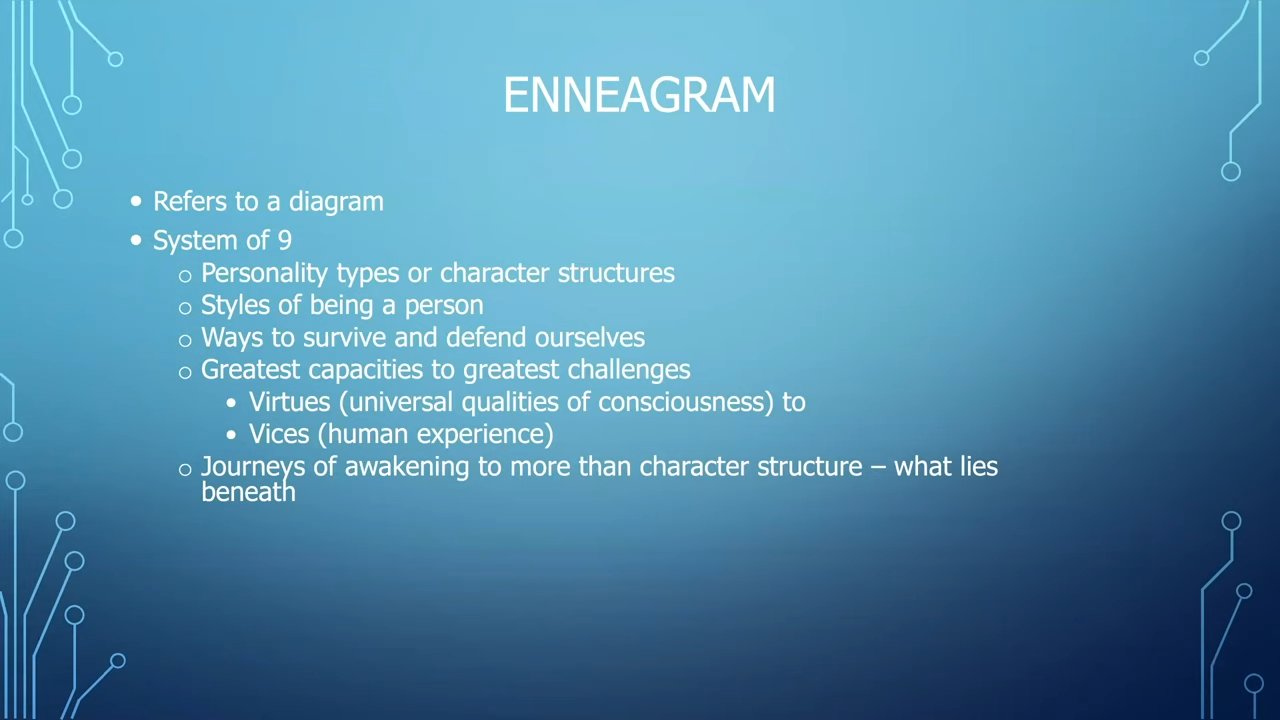 ENNEAGRAM
• Refers to a diagram
• System of 9
○ Personality types or character structures
○ Styles of being a person
○ Ways to survive and defend ourselves
○ Greatest capacities to greatest challenges
• Virtues (universal qualities of consciousness) to
• Vices (human experience)
○ Journeys of awakening to more than character structure – what lies
beneath